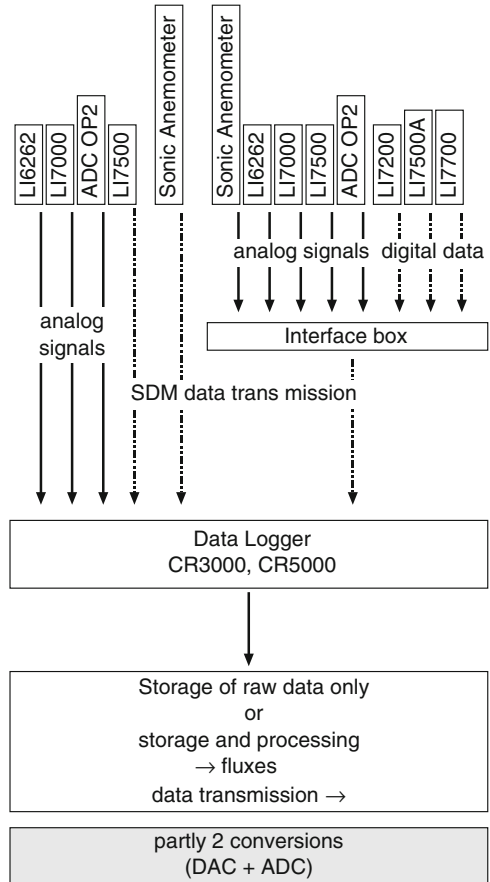 LI6262
LI7000
ADC OP2
LI7500
Sonic Anemometer
Sonic Anemometer
LI6262
LI7000
LI7500
ADC OP2
LI7200
LI7500A
LI7700
analog signals
digital data
analog
signals
Interface box
SDM data trans mission
Data Logger
CR3000, CR5000
Storage of raw data only
or
storage and processing
→ fluxes
data transmission →
partly 2 conversions
(DAC + ADC)